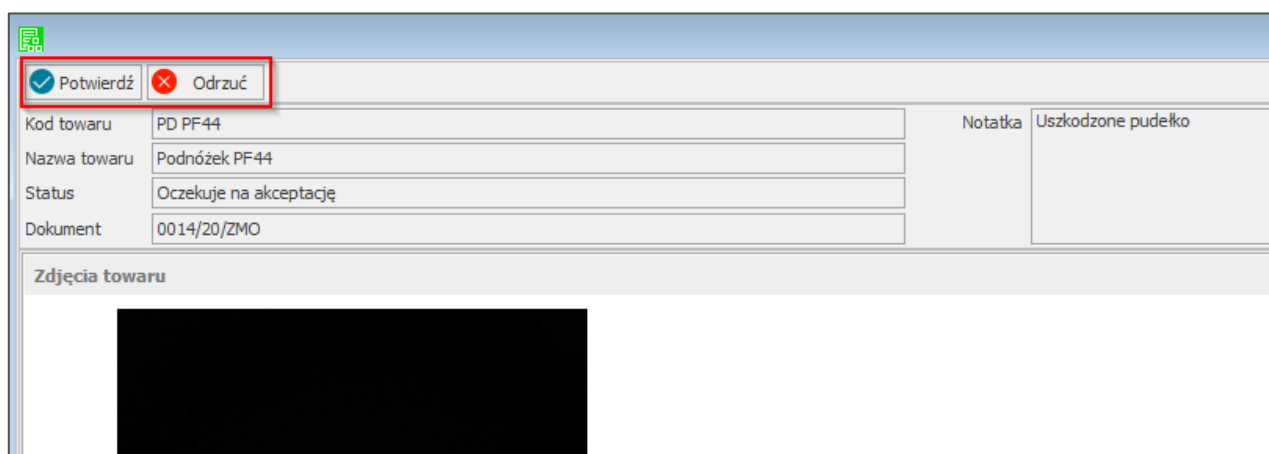 Potwierdź Odrzuć
Kod towaru PD PF44 Notatka Uszkodzone pudełko
Nazwa towaru Podnóżek PF44
Status Oczekuje na akceptację
Dokument 0014/20/ZMO
Zdjęcia towaru